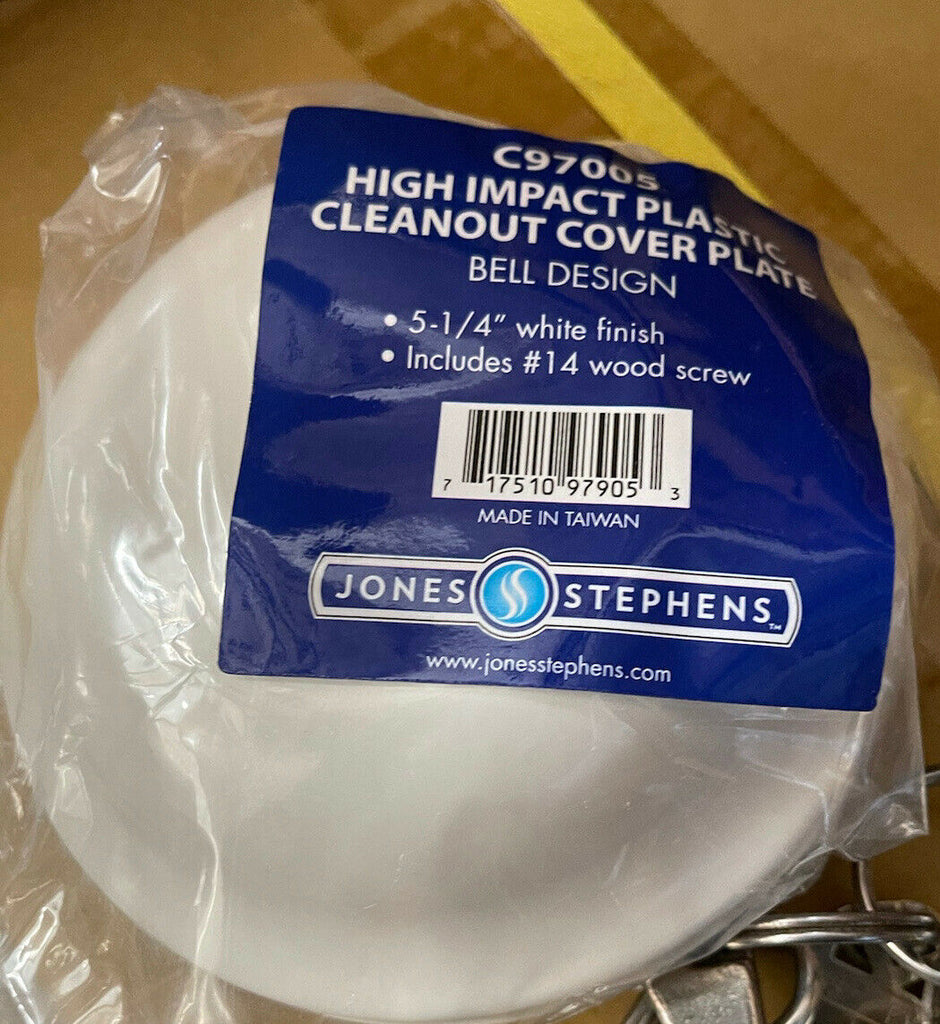 C97005
HIGH IMPACT PLASTIC
CLEANOUT COVER PLATE
BELL DESIGN
• 5-1/4” white finish
• Includes #14 wood screw
7 17510 97905 3
MADE IN TAIWAN
JONES STEPHENS™
www.jonesstephens.com